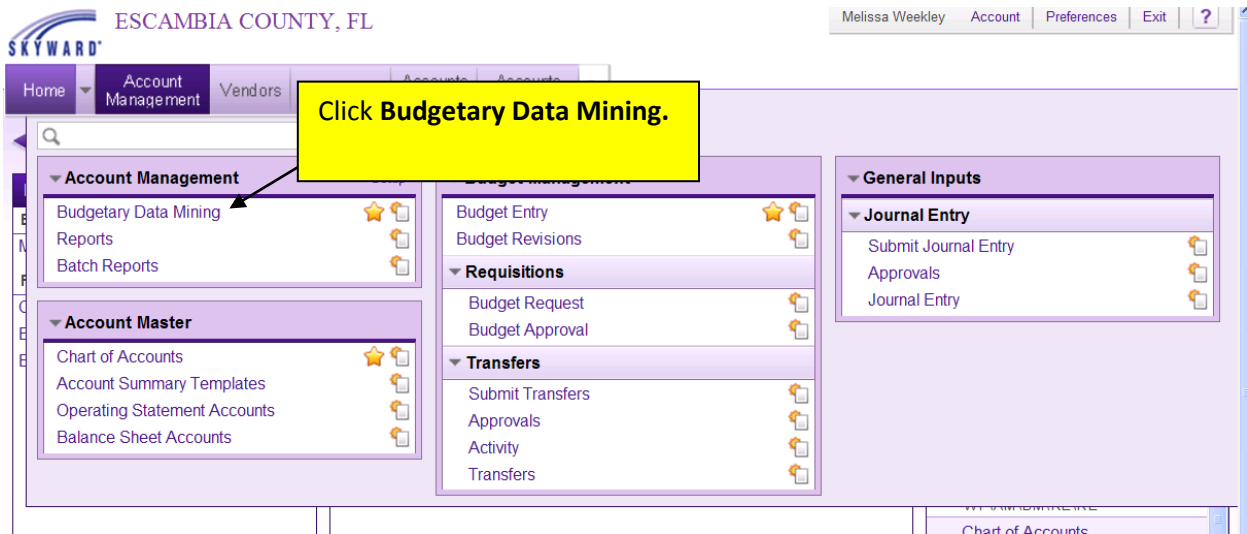 ESCAMBIA COUNTY, FL
SKYWARD
Melissa Weekley Account Preferences Exit ?
Home Account Management Vendors
Click Budgetary Data Mining.
Account Management
Budgetary Data Mining
Reports
Batch Reports
Account Master
Chart of Accounts
Account Summary Templates
Operating Statement Accounts
Balance Sheet Accounts
Budget Management
Budget Entry
Budget Revisions
Requisitions
Budget Request
Budget Approval
Transfers
Submit Transfers
Approvals
Activity
Transfers
General Inputs
Journal Entry
Submit Journal Entry
Approvals
Journal Entry
Chart of Accounts